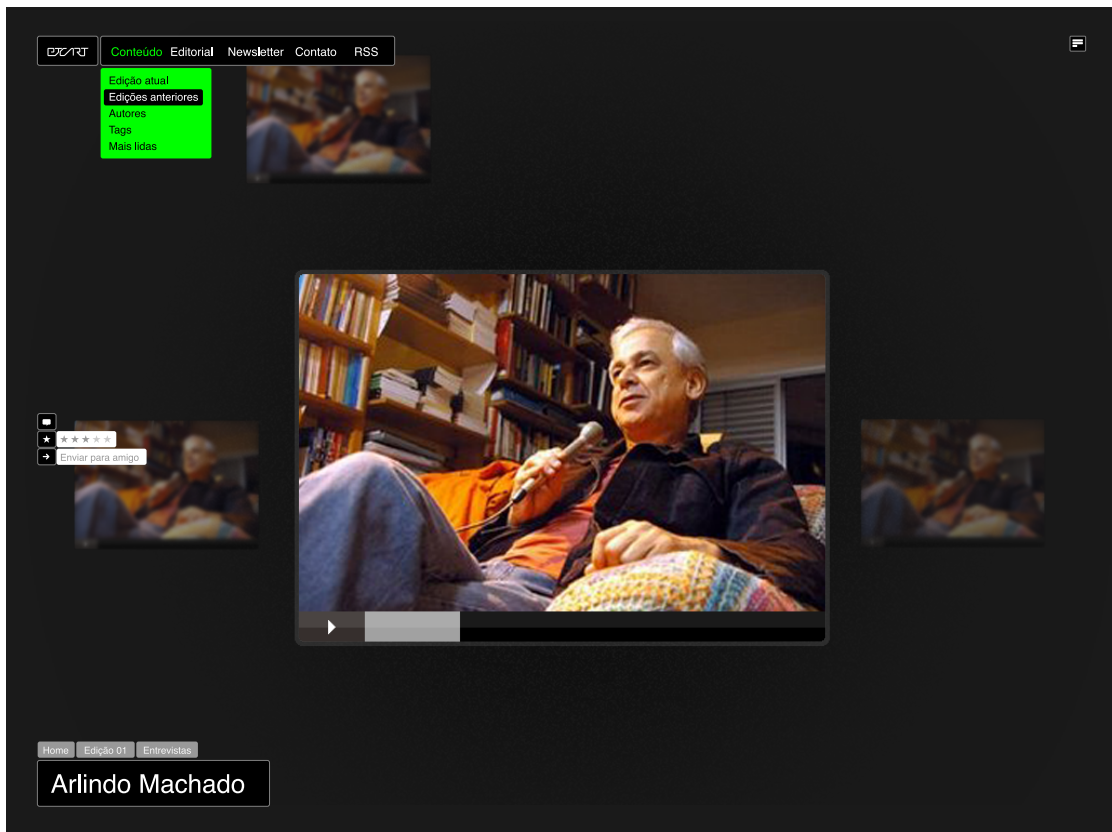 Conteúdo Editorial Newsletter Contato RSS
Edição atual
Edições anteriores
Autores
Tags
Mais lidas
Enviar para amigo
Home Edição 01 Entrevistas
Arlindo Machado